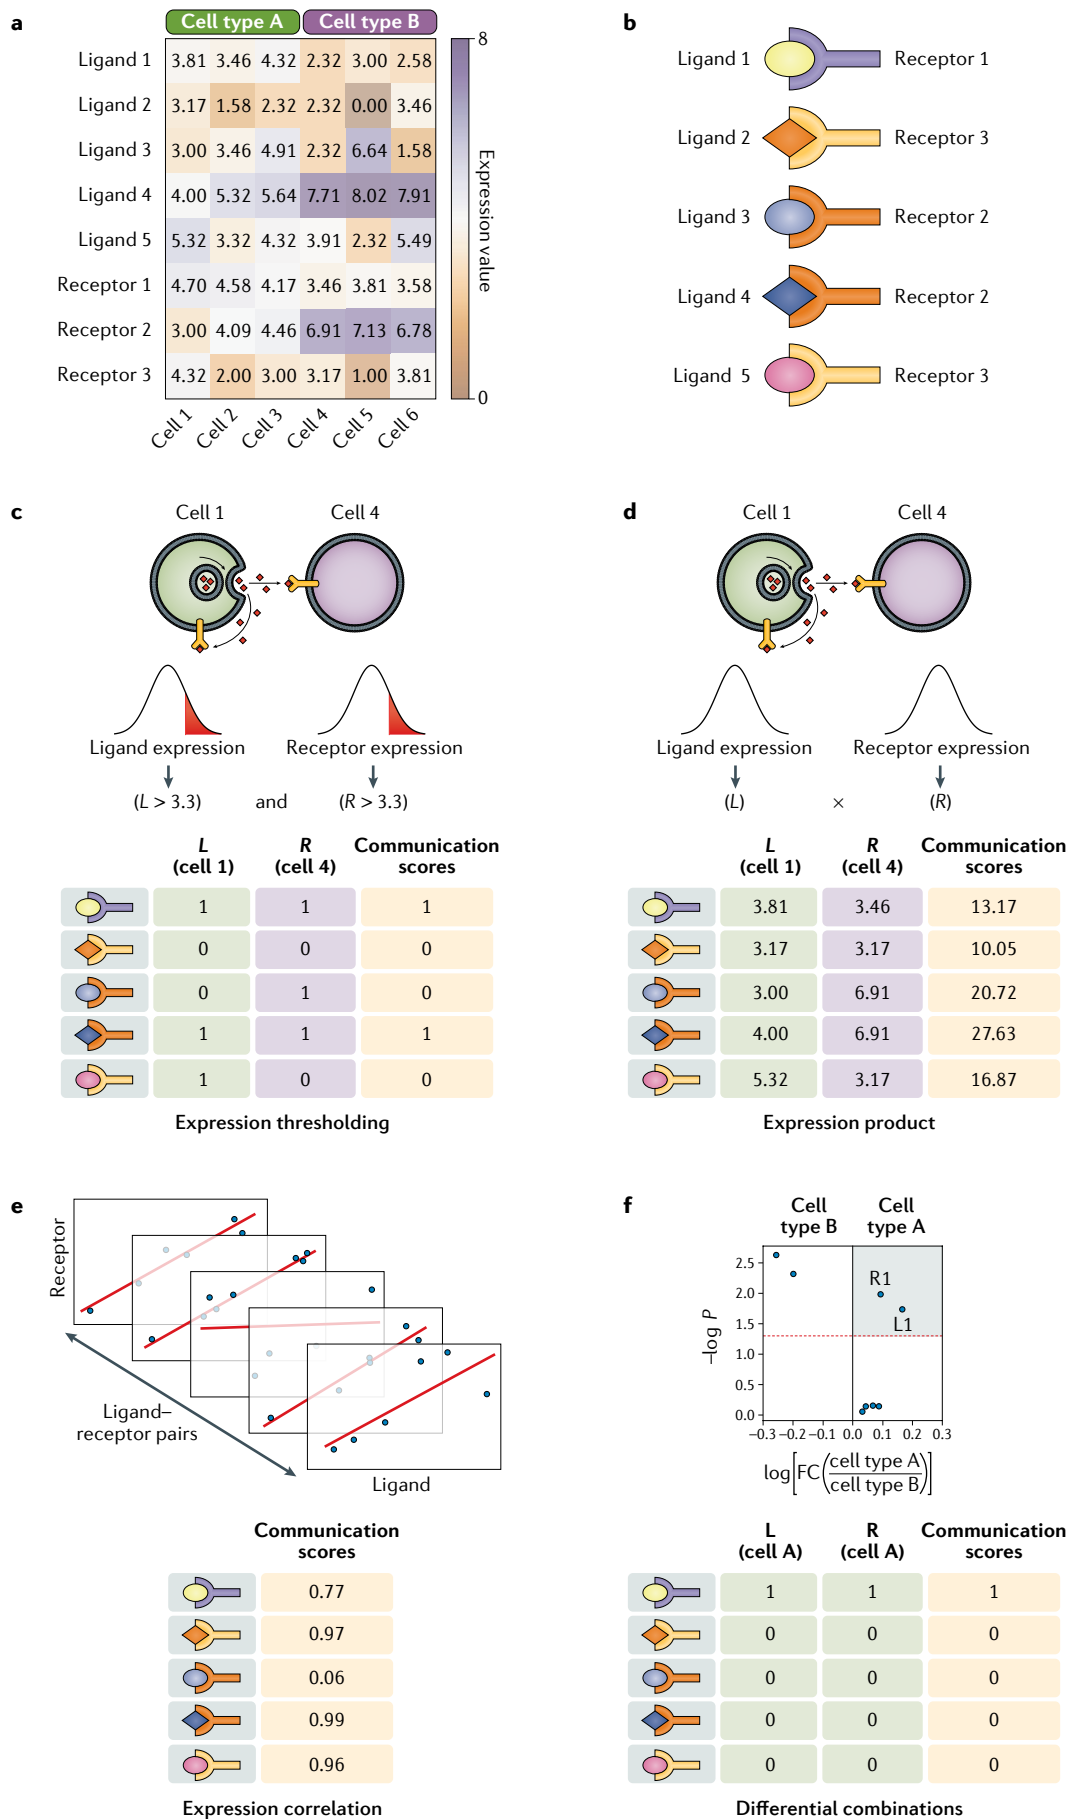 a
Cell type A Cell type B
Ligand 1 3.81 3.46 4.32 2.32 3.00 2.58
Ligand 2 3.17 1.58 2.32 2.32 0.00 3.46
Ligand 3 3.00 3.46 4.91 2.32 6.64 1.58
Ligand 4 4.00 5.32 5.64 7.71 8.02 7.91
Ligand 5 5.32 3.32 4.32 3.91 2.32 5.49
Receptor 1 4.70 4.58 4.17 3.46 3.81 3.58
Receptor 2 3.00 4.09 4.46 6.91 7.13 6.78
Receptor 3 4.32 2.00 3.00 3.17 1.00 3.81
Cell 1 Cell 2 Cell 3 Cell 4 Cell 5 Cell 6
8
Expression value
0
b
Ligand 1 Receptor 1
Ligand 2 Receptor 3
Ligand 3 Receptor 2
Ligand 4 Receptor 2
Ligand 5 Receptor 3
c
Cell 1 Cell 4
Ligand expression Receptor expression
(L > 3.3) and (R > 3.3)
L R Communication
(cell 1) (cell 4) scores
1 1 1
0 0 0
0 1 0
1 1 1
1 0 0
Expression thresholding
d
Cell 1 Cell 4
Ligand expression Receptor expression
(L) × (R)
L R Communication
(cell 1) (cell 4) scores
3.81 3.46 13.17
3.17 3.17 10.05
3.00 6.91 20.72
4.00 6.91 27.63
5.32 3.17 16.87
Expression product
e
Receptor
Ligand–
receptor pairs
Ligand
Communication
scores
0.77
0.97
0.06
0.99
0.96
Expression correlation
f
Cell Cell
type B type A
2.5
2.0
1.5
1.0
0.5
0.0
–log P
R1
L1
−0.3 −0.2 −0.1 0.0 0.1 0.2 0.3
log[FC(cell type A/cell type B)]
L R Communication
(cell A) (cell A) scores
1 1 1
0 0 0
0 0 0
0 0 0
0 0 0
Differential combinations